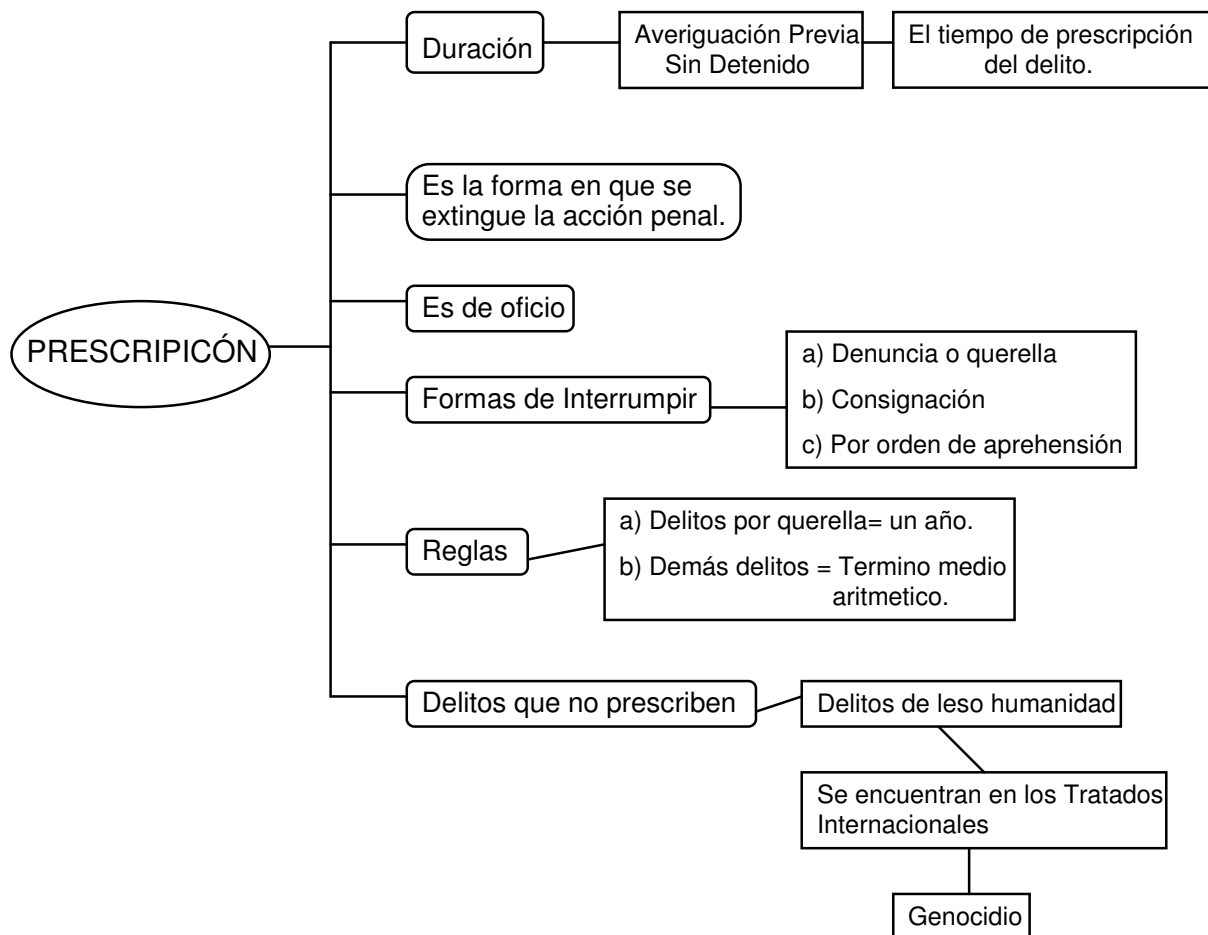 Duración
Averiguación Previa
Sin Detenido
El tiempo de prescripción
del delito.
Es la forma en que se
extingue la acción penal.
Es de oficio
PRESCRIPICÓN
Formas de Interrumpir
a) Denuncia o querella
b) Consignación
c) Por orden de aprehensión
Reglas
a) Delitos por querella= un año.
b) Demás delitos = Termino medio
aritmetico.
Delitos que no prescriben
Delitos de leso humanidad
Se encuentran en los Tratados
Internacionales
Genocidio